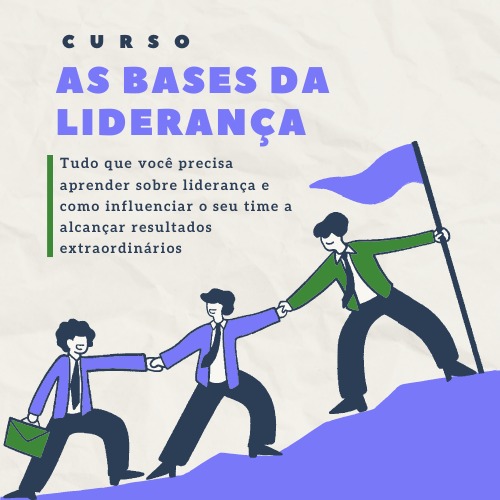 CURSO
AS BASES DA
LIDERANÇA
Tudo que você precisa
aprender sobre liderança e
como influenciar o seu time a
alcançar resultados
extraordinários